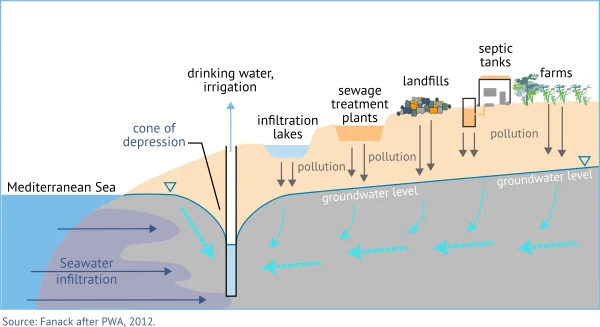 septic
tanks
drinking water,
irrigation
landfills
farms
sewage
treatment
plants
infiltration
lakes
cone of
depression
pollution
pollution
pollution
Mediterranean Sea
groundwater level
groundwater level
Seawater
infiltration
Source: Fanack after PWA, 2012.